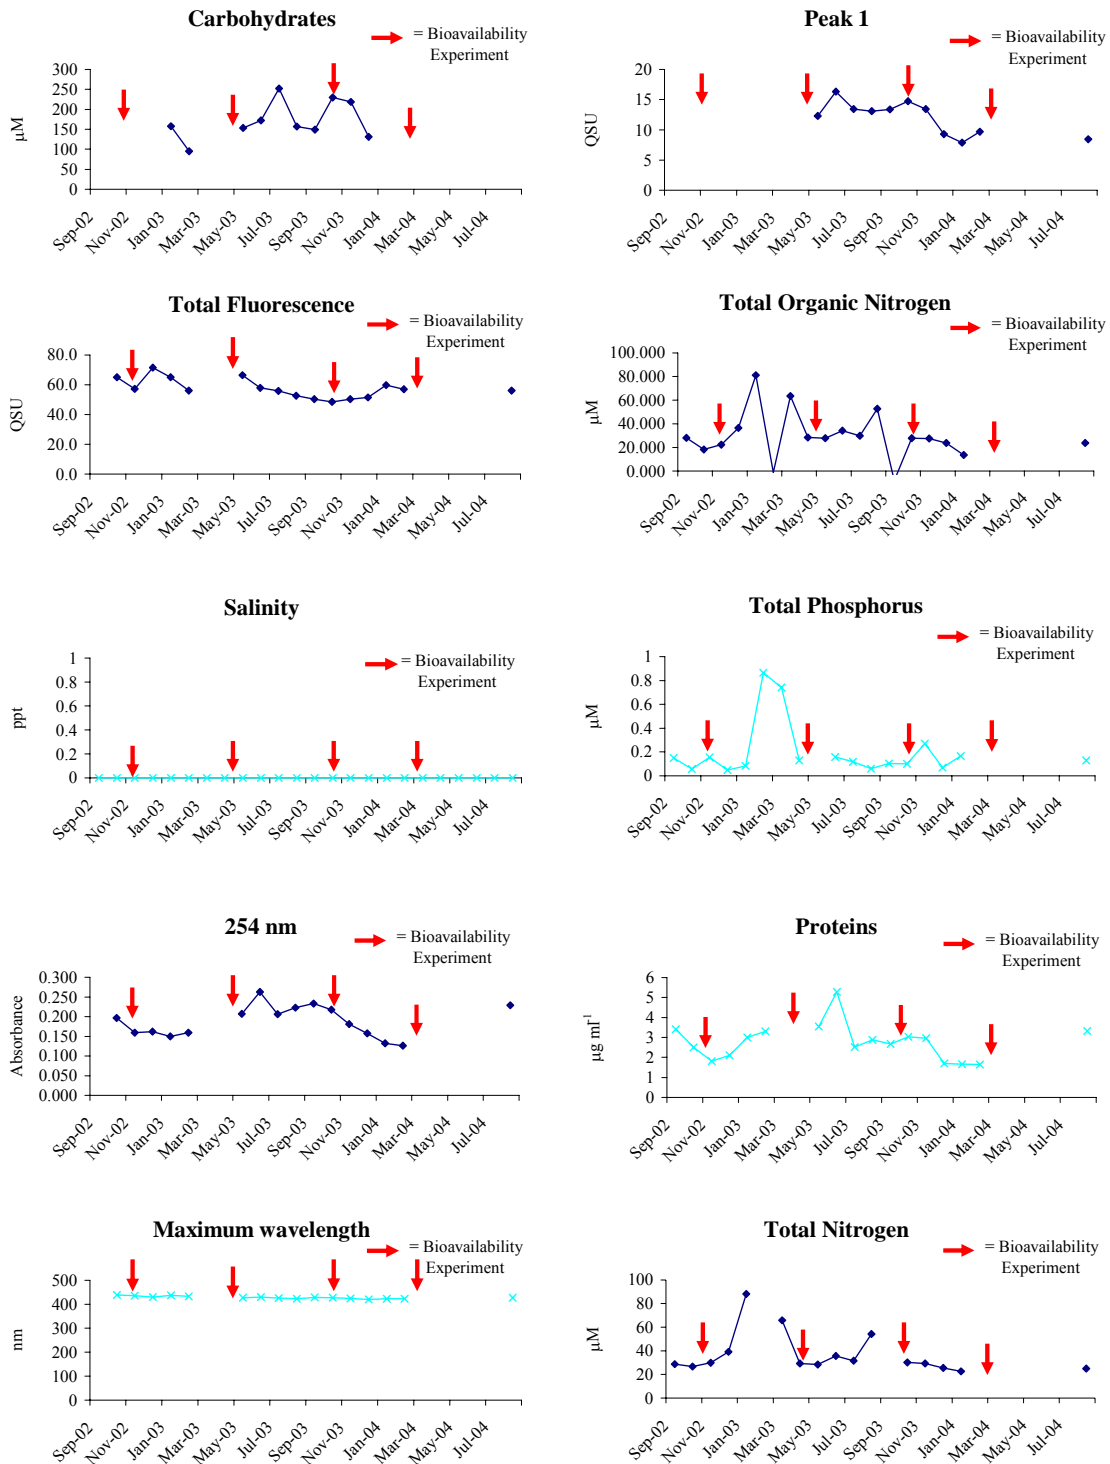 Carbohydrates
= Bioavailability
Experiment
µM
300
250
200
150
100
50
0
Sep-02 Nov-02 Jan-03 Mar-03 May-03 Jul-03 Sep-03 Nov-03 Jan-04 Mar-04 May-04 Jul-04
Peak 1
= Bioavailability
Experiment
QSU
20
15
10
5
0
Sep-02 Nov-02 Jan-03 Mar-03 May-03 Jul-03 Sep-03 Nov-03 Jan-04 Mar-04 May-04 Jul-04
Total Fluorescence
= Bioavailability
Experiment
QSU
80.0
60.0
40.0
20.0
0.0
Sep-02 Nov-02 Jan-03 Mar-03 May-03 Jul-03 Sep-03 Nov-03 Jan-04 Mar-04 May-04 Jul-04
Total Organic Nitrogen
= Bioavailability
Experiment
µM
100.000
80.000
60.000
40.000
20.000
0.000
Sep-02 Nov-02 Jan-03 Mar-03 May-03 Jul-03 Sep-03 Nov-03 Jan-04 Mar-04 May-04 Jul-04
Salinity
= Bioavailability
Experiment
ppt
1
0.8
0.6
0.4
0.2
0
Sep-02 Nov-02 Jan-03 Mar-03 May-03 Jul-03 Sep-03 Nov-03 Jan-04 Mar-04 May-04 Jul-04
Total Phosphorus
= Bioavailability
Experiment
µM
1
0.8
0.6
0.4
0.2
0
Sep-02 Nov-02 Jan-03 Mar-03 May-03 Jul-03 Sep-03 Nov-03 Jan-04 Mar-04 May-04 Jul-04
254 nm
= Bioavailability
Experiment
Absorbance
0.300
0.250
0.200
0.150
0.100
0.050
0.000
Sep-02 Nov-02 Jan-03 Mar-03 May-03 Jul-03 Sep-03 Nov-03 Jan-04 Mar-04 May-04 Jul-04
Proteins
= Bioavailability
Experiment
µg ml⁻¹
6
5
4
3
2
1
0
Sep-02 Nov-02 Jan-03 Mar-03 May-03 Jul-03 Sep-03 Nov-03 Jan-04 Mar-04 May-04 Jul-04
Maximum wavelength
= Bioavailability
Experiment
nm
500
400
300
200
100
0
Sep-02 Nov-02 Jan-03 Mar-03 May-03 Jul-03 Sep-03 Nov-03 Jan-04 Mar-04 May-04 Jul-04
Total Nitrogen
= Bioavailability
Experiment
µM
100
80
60
40
20
0
Sep-02 Nov-02 Jan-03 Mar-03 May-03 Jul-03 Sep-03 Nov-03 Jan-04 Mar-04 May-04 Jul-04